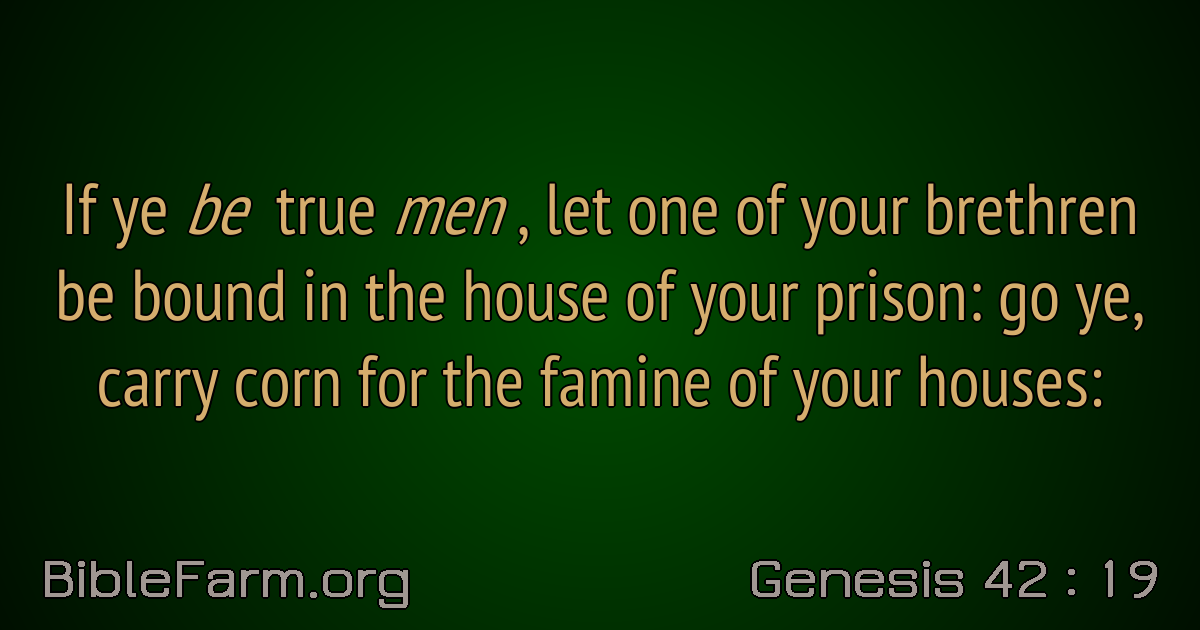 If ye be true men , let one of your brethren
be bound in the house of your prison: go ye,
carry corn for the famine of your houses:
BibleFarm.org
Genesis 42 : 19